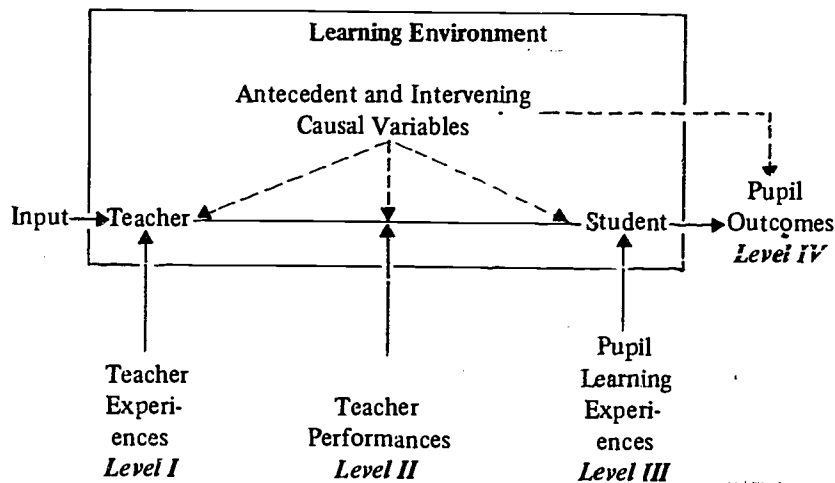 Learning Environment
Antecedent and Intervening
Causal Variables
Input
Teacher
Student
Pupil
Outcomes
Level IV
Teacher
Experi-
ences
Level I
Teacher
Performances
Level II
Pupil
Learning
Experi-
ences
Level III